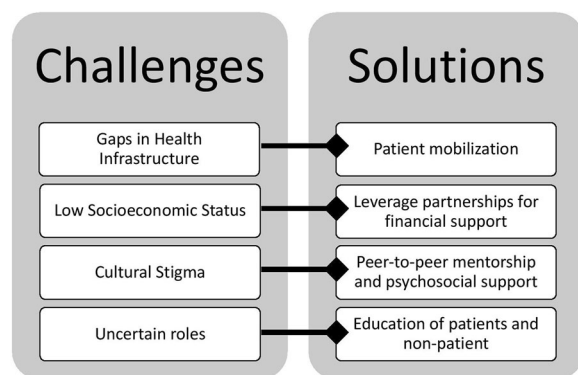 Challenges
Gaps in Health
Infrastructure
Low Socioeconomic Status
Cultural Stigma
Uncertain roles
Solutions
Patient mobilization
Leverage partnerships for
financial support
Peer-to-peer mentorship
and psychosocial support
Education of patients and
non-patient